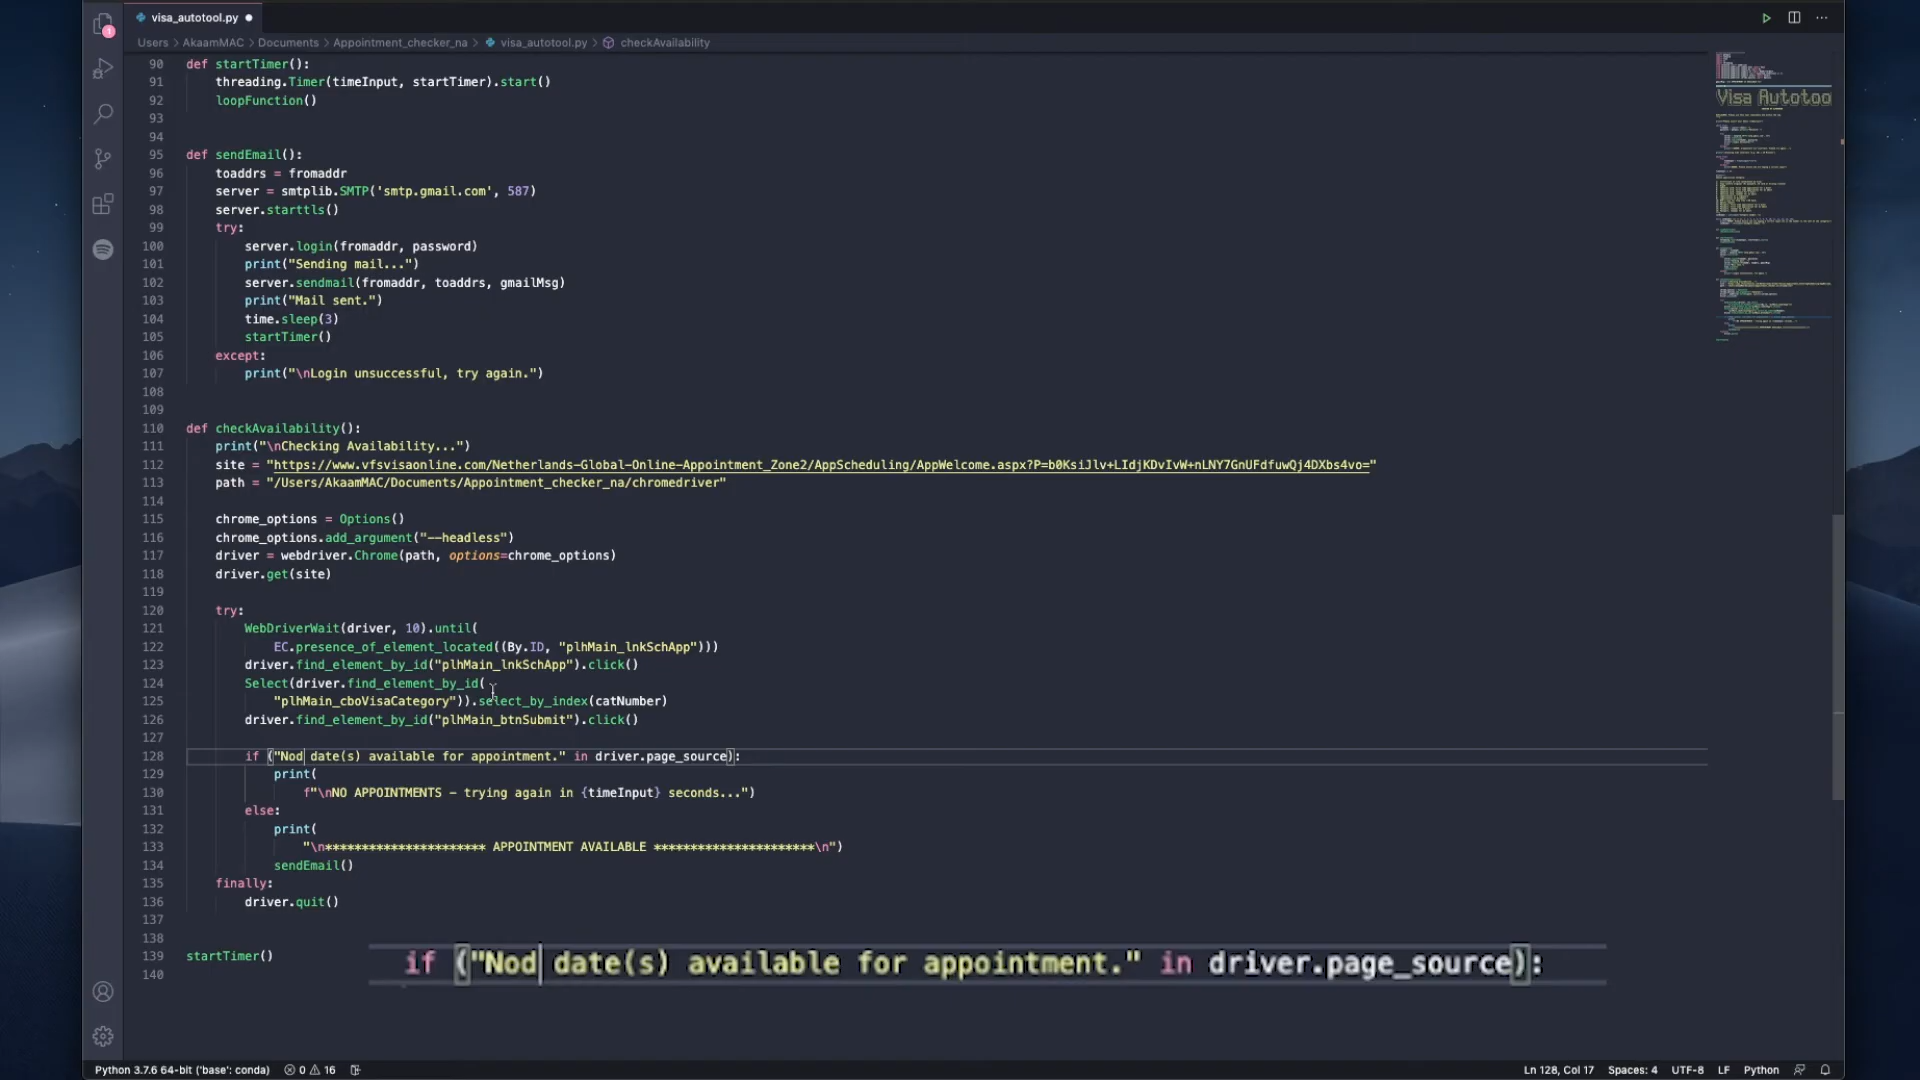 1
visa_autotool.py
Users > AkaamMAC > Documents > Appointment_checker_na > visa_autotool.py > checkAvailability
90 def startTimer():
91 threading.Timer(timeInput, startTimer).start()
92 loopFunction()
93
94
95 def sendEmail():
96 toaddrs = fromaddr
97 server = smtplib.SMTP('smtp.gmail.com', 587)
98 server.starttls()
99 try:
100 server.login(fromaddr, password)
101 print("Sending mail...")
102 server.sendmail(fromaddr, toaddrs, gmailMsg)
103 print("Mail sent.")
104 time.sleep(3)
105 startTimer()
106 except:
107 print("\nLogin unsuccessful, try again.")
108
109
110 def checkAvailability():
111 print("\nChecking Availability...")
112 site = "https://www.vfsvisaonline.com/Netherlands-Global-Online-Appointment_Zone2/AppScheduling/AppWelcome.aspx?P=b0KsiJlv+LIdjKDvIvW+nLNY7GnUFdfuwQj4DXbs4vo="
113 path = "/Users/AkaamMAC/Documents/Appointment_checker_na/chromedriver"
114
115 chrome_options = Options()
116 chrome_options.add_argument("--headless")
117 driver = webdriver.Chrome(path, options=chrome_options)
118 driver.get(site)
119
120 try:
121 WebDriverWait(driver, 10).until(
122 EC.presence_of_element_located((By.ID, "plhMain_lnkSchApp")))
123 driver.find_element_by_id("plhMain_lnkSchApp").click()
124 Select(driver.find_element_by_id(
125 "plhMain_cboVisaCategory")).select_by_index(catNumber)
126 driver.find_element_by_id("plhMain_btnSubmit").click()
127
128 if ("Nod date(s) available for appointment." in driver.page_source):
129 print(
130 f"\nNO APPOINTMENTS – trying again in {timeInput} seconds...")
131 else:
132 print(
133 "\n********************** APPOINTMENT AVAILABLE **********************\n")
134 sendEmail()
135 finally:
136 driver.quit()
137
138
139 startTimer()
140
if ("Nod date(s) available for appointment." in driver.page_source):
Visa Autotoo
Python 3.7.6 64-bit ('base': conda) 0 16 Ln 128, Col 17 Spaces: 4 UTF-8 LF Python